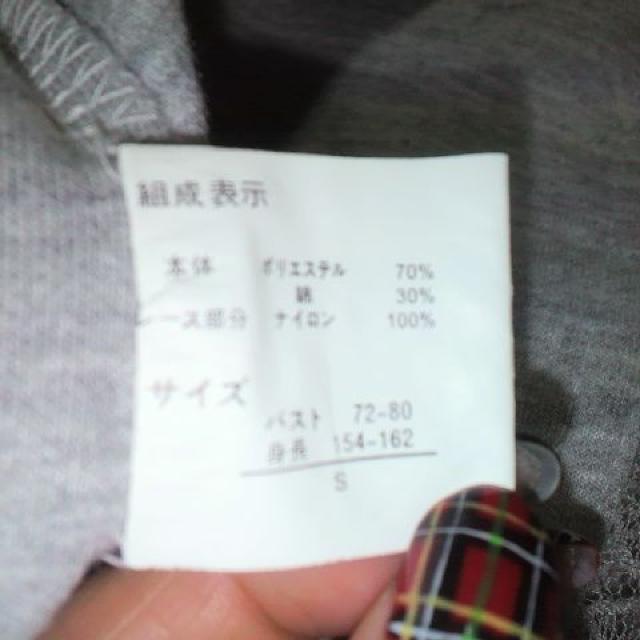 組成表示
本体 ポリエステル 70%
綿 30%
レース部分 ナイロン 100%
サイズ
バスト 72-80
身長 154-162
S